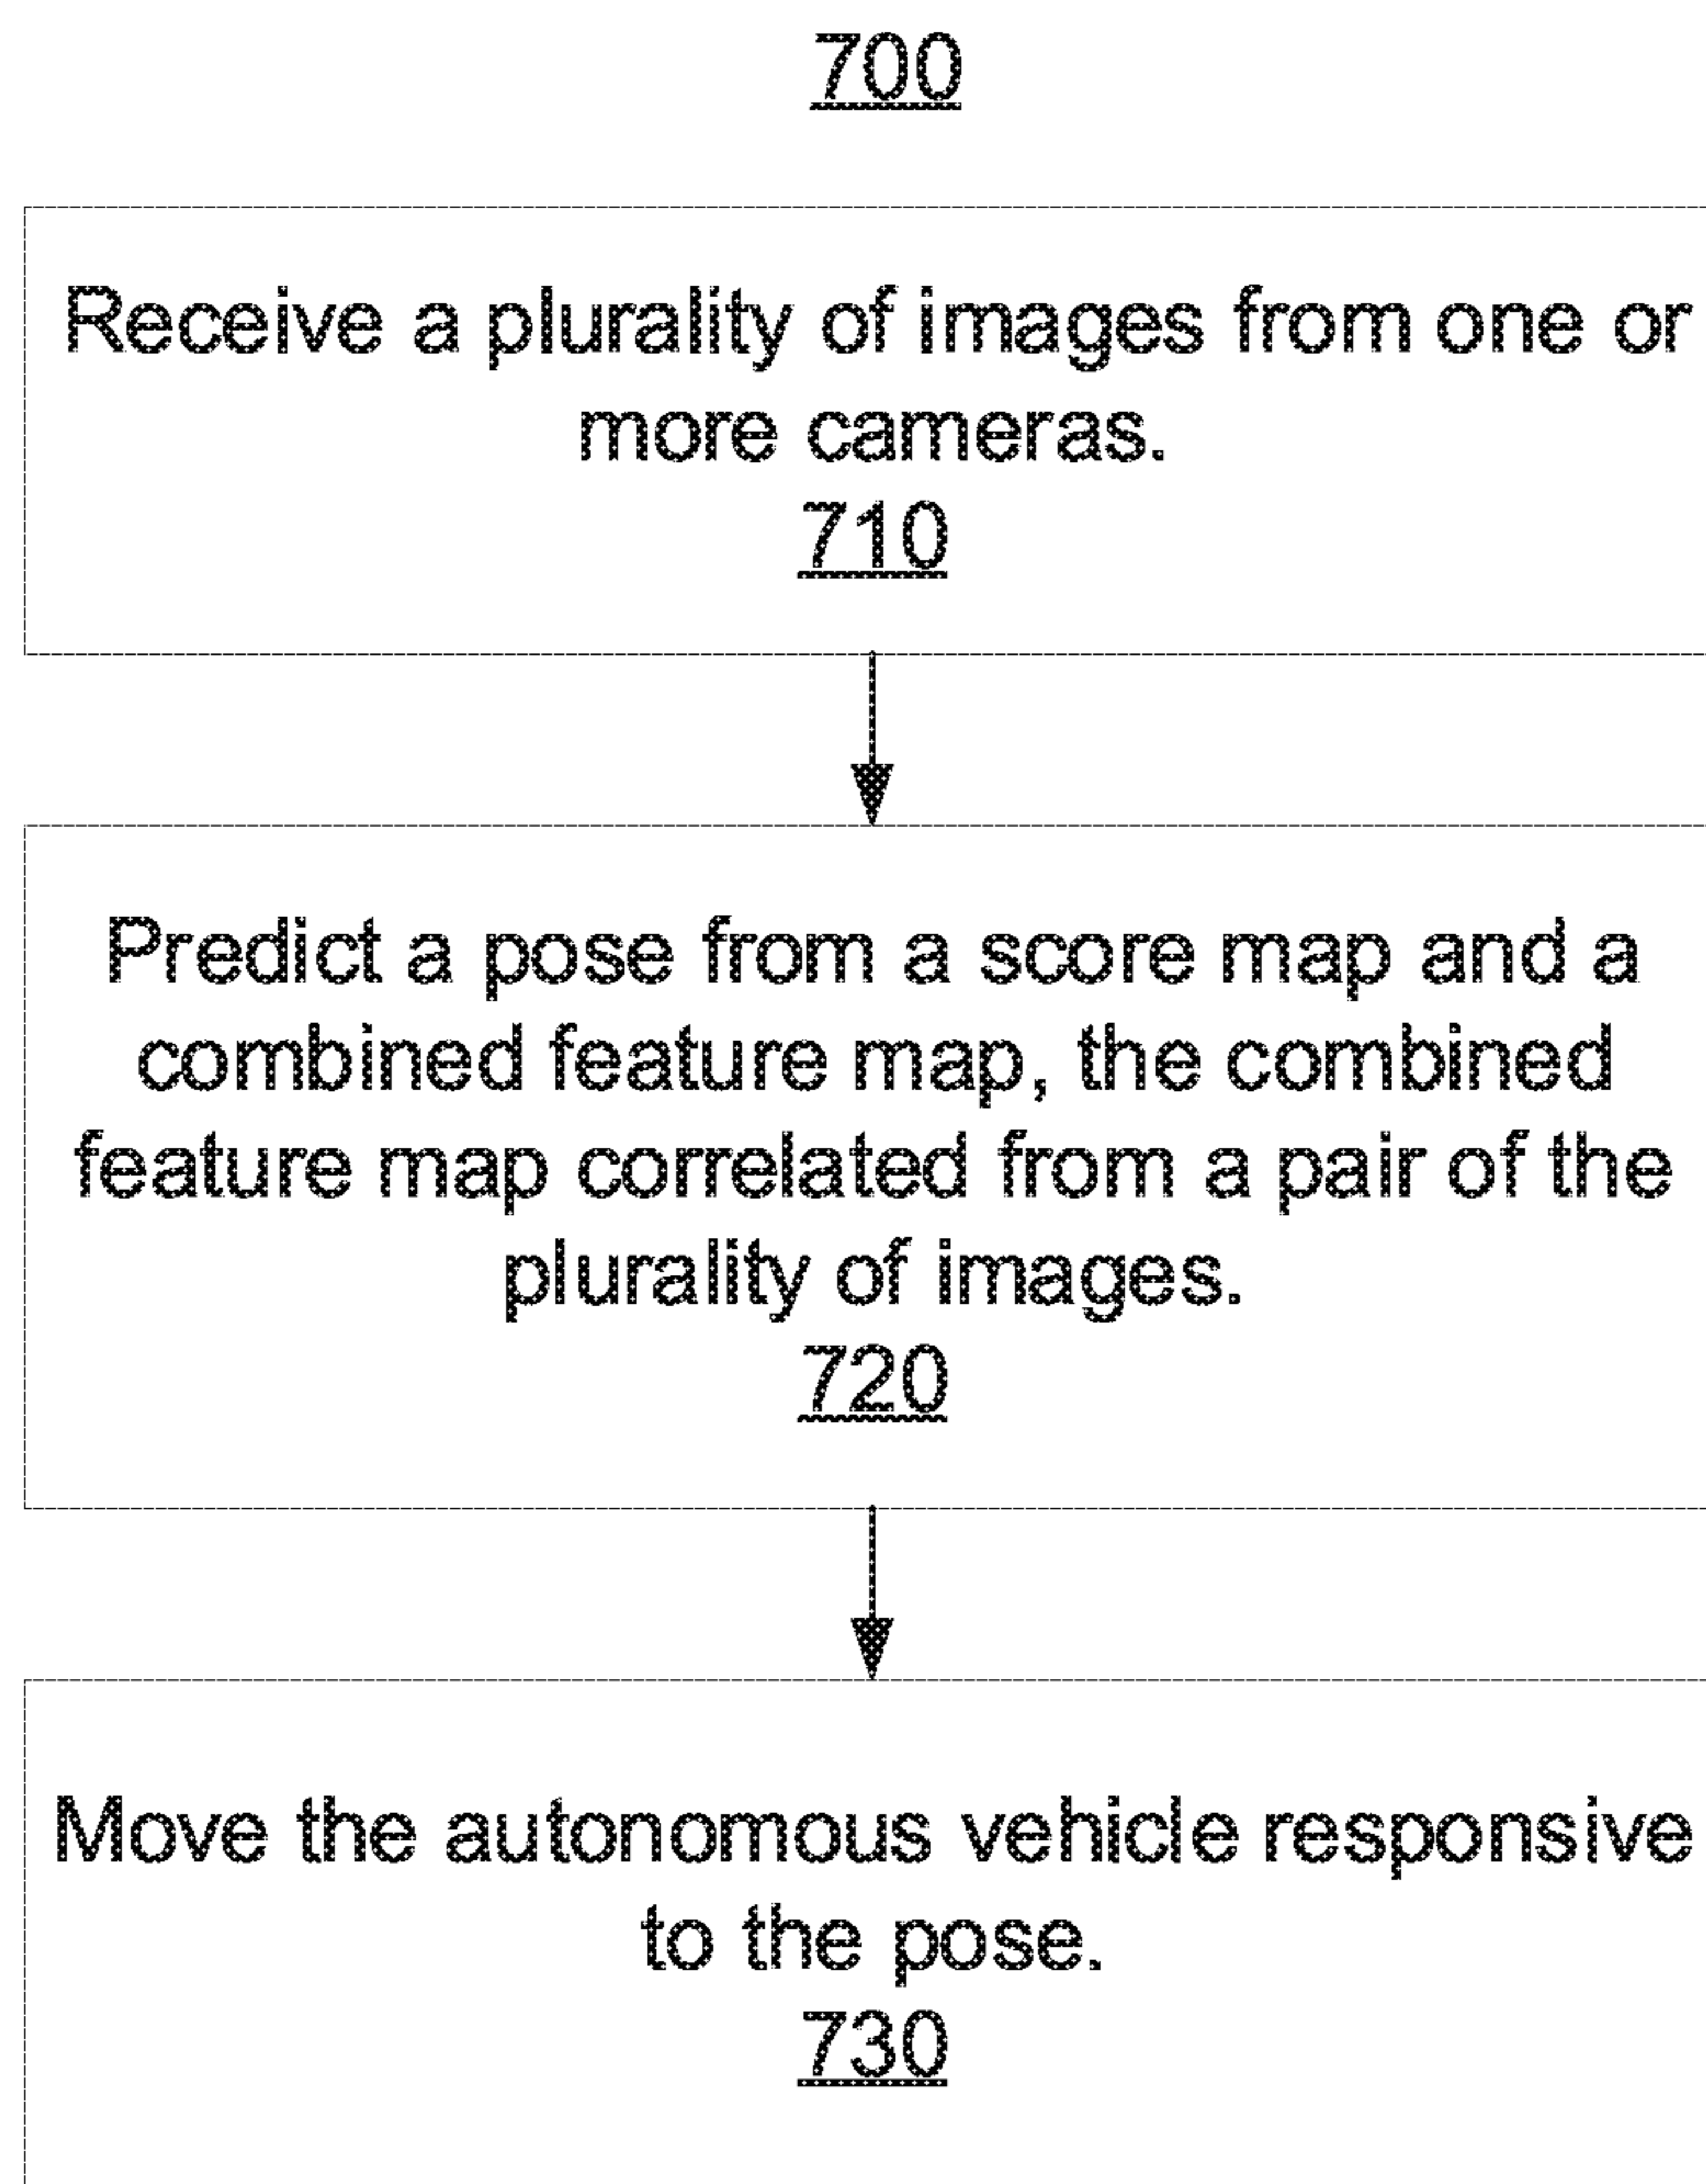 700
Receive a plurality of images from one or
more cameras.
710
Predict a pose from a score map and a
combined feature map, the combined
feature map correlated from a pair of the
plurality of images.
720
Move the autonomous vehicle responsive
to the pose.
730